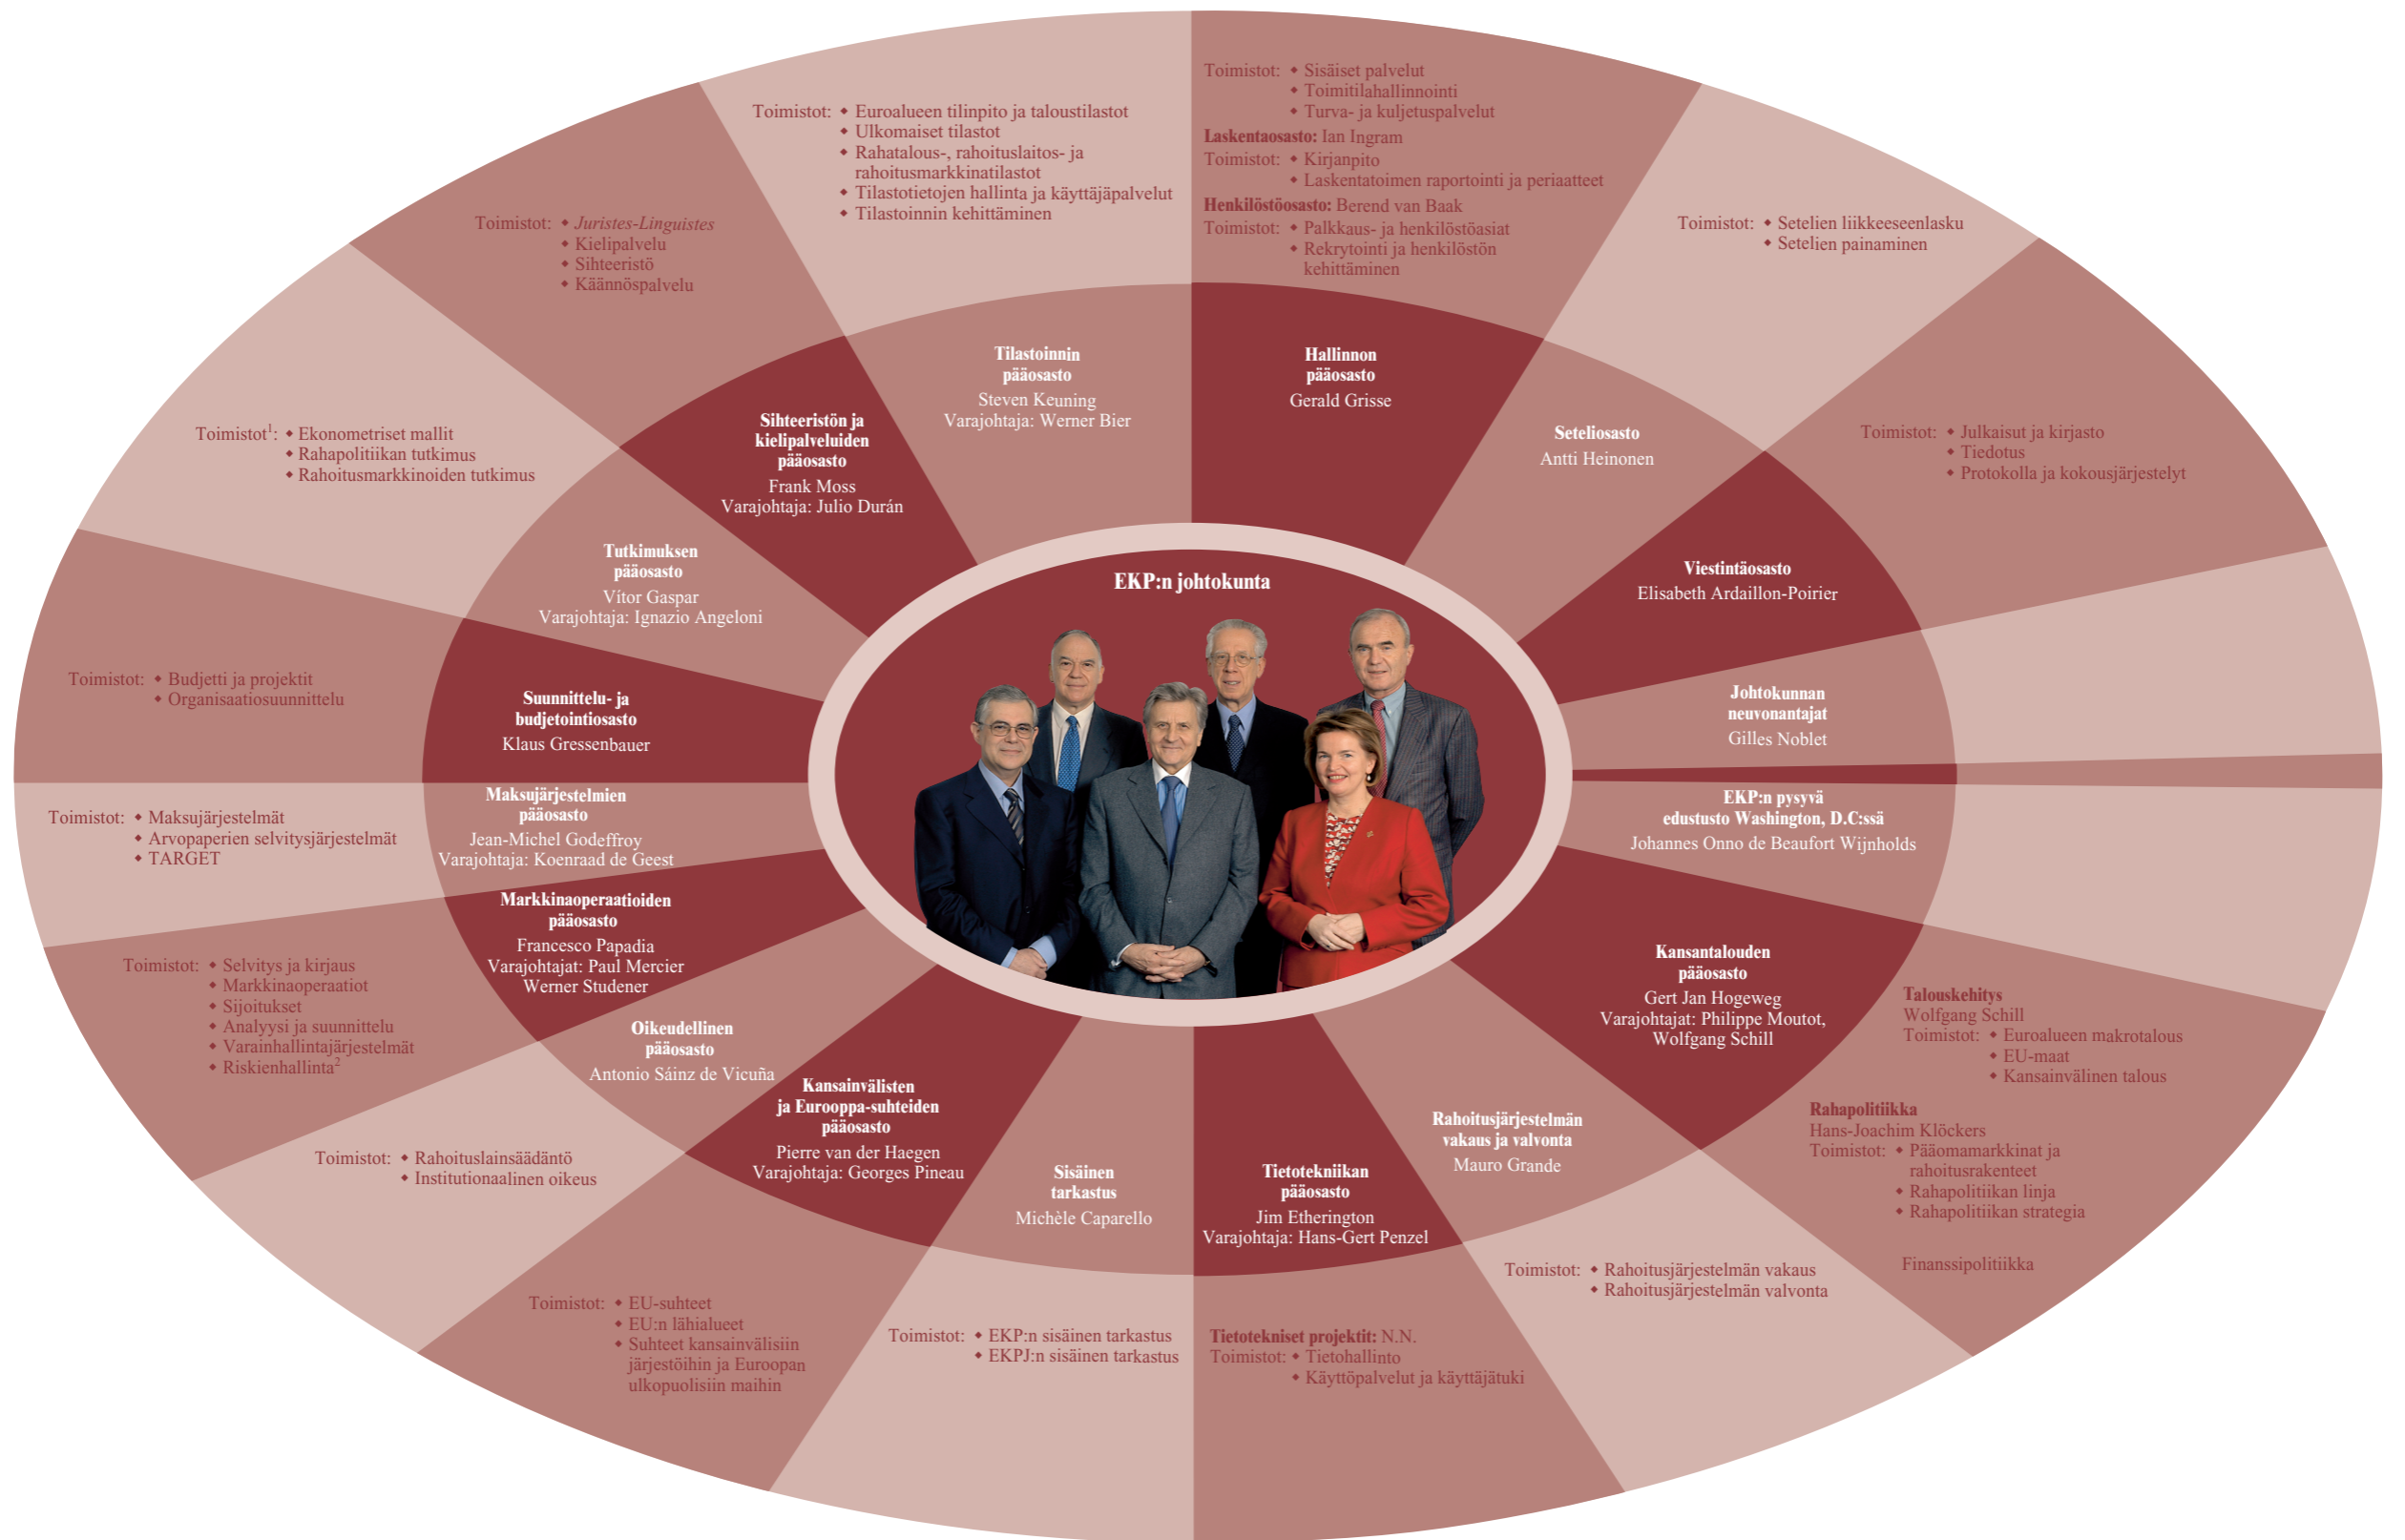 EKP:n johtokunta
Hallinnon
pääosasto
Gerald Grisse
Toimistot: ◆ Sisäiset palvelut
◆ Toimitilahallinnointi
◆ Turva- ja kuljetuspalvelut
Laskentaosasto: Ian Ingram
Toimistot: ◆ Kirjanpito
◆ Laskentatoimen raportointi ja periaatteet
Henkilöstöosasto: Berend van Baak
Toimistot: ◆ Palkkaus- ja henkilöstöasiat
◆ Rekrytointi ja henkilöstön
kehittäminen
Seteliosasto
Antti Heinonen
Toimistot: ◆ Setelien liikkeeseenlasku
◆ Setelien painaminen
Viestintäosasto
Elisabeth Ardaillon-Poirier
Toimistot: ◆ Julkaisut ja kirjasto
◆ Tiedotus
◆ Protokolla ja kokousjärjestelyt
Johtokunnan
neuvonantajat
Gilles Noblet
EKP:n pysyvä
edustusto Washington, D.C:ssä
Johannes Onno de Beaufort Wijnholds
Kansantalouden
pääosasto
Gert Jan Hogeweg
Varajohtajat: Philippe Moutot,
Wolfgang Schill
Talouskehitys
Wolfgang Schill
Toimistot: ◆ Euroalueen makrotalous
◆ EU-maat
◆ Kansainvälinen talous
Rahapolitiikka
Hans-Joachim Klöckers
Toimistot: ◆ Pääomamarkkinat ja
rahoitusrakenteet
◆ Rahapolitiikan linja
◆ Rahapolitiikan strategia
Finanssipolitiikka
Rahoitusjärjestelmän
vakaus ja valvonta
Mauro Grande
Toimistot: ◆ Rahoitusjärjestelmän vakaus
◆ Rahoitusjärjestelmän valvonta
Tietotekniikan
pääosasto
Jim Etherington
Varajohtaja: Hans-Gert Penzel
Tietotekniset projektit: N.N.
Toimistot: ◆ Tietohallinto
◆ Käyttöpalvelut ja käyttäjätuki
Sisäinen
tarkastus
Michèle Caparello
Toimistot: ◆ EKP:n sisäinen tarkastus
◆ EKPJ:n sisäinen tarkastus
Kansainvälisten
ja Eurooppa-suhteiden
pääosasto
Pierre van der Haegen
Varajohtaja: Georges Pineau
Toimistot: ◆ EU-suhteet
◆ EU:n lähialueet
◆ Suhteet kansainvälisiin
järjestöihin ja Euroopan
ulkopuolisiin maihin
Oikeudellinen
pääosasto
Antonio Sáinz de Vicuña
Toimistot: ◆ Rahoituslainsäädäntö
◆ Institutionaalinen oikeus
Markkinaoperaatioiden
pääosasto
Francesco Papadia
Varajohtajat: Paul Mercier
Werner Studener
Toimistot: ◆ Selvitys ja kirjaus
◆ Markkinaoperaatiot
◆ Sijoitukset
◆ Analyysi ja suunnittelu
◆ Varainhallintajärjestelmät
◆ Riskienhallinta²
Maksujärjestelmien
pääosasto
Jean-Michel Godeffroy
Varajohtaja: Koenraad de Geest
Toimistot: ◆ Maksujärjestelmät
◆ Arvopaperien selvitysjärjestelmät
◆ TARGET
Suunnittelu- ja
budjetointiosasto
Klaus Gressenbauer
Toimistot: ◆ Budjetti ja projektit
◆ Organisaatiosuunnittelu
Tutkimuksen
pääosasto
Vítor Gaspar
Varajohtaja: Ignazio Angeloni
Toimistot¹: ◆ Ekonometriset mallit
◆ Rahapolitiikan tutkimus
◆ Rahoitusmarkkinoiden tutkimus
Sihteeristön ja
kielipalveluiden
pääosasto
Frank Moss
Varajohtaja: Julio Durán
Toimistot: ◆ Juristes-Linguistes
◆ Kielipalvelu
◆ Sihteeristö
◆ Käännöspalvelu
Tilastoinnin
pääosasto
Steven Keuning
Varajohtaja: Werner Bier
Toimistot: ◆ Euroalueen tilinpito ja taloustilastot
◆ Ulkomaiset tilastot
◆ Rahatalous-, rahoituslaitos- ja
rahoitusmarkkinatilastot
◆ Tilastotietojen hallinta ja käyttäjäpalvelut
◆ Tilastoinnin kehittäminen